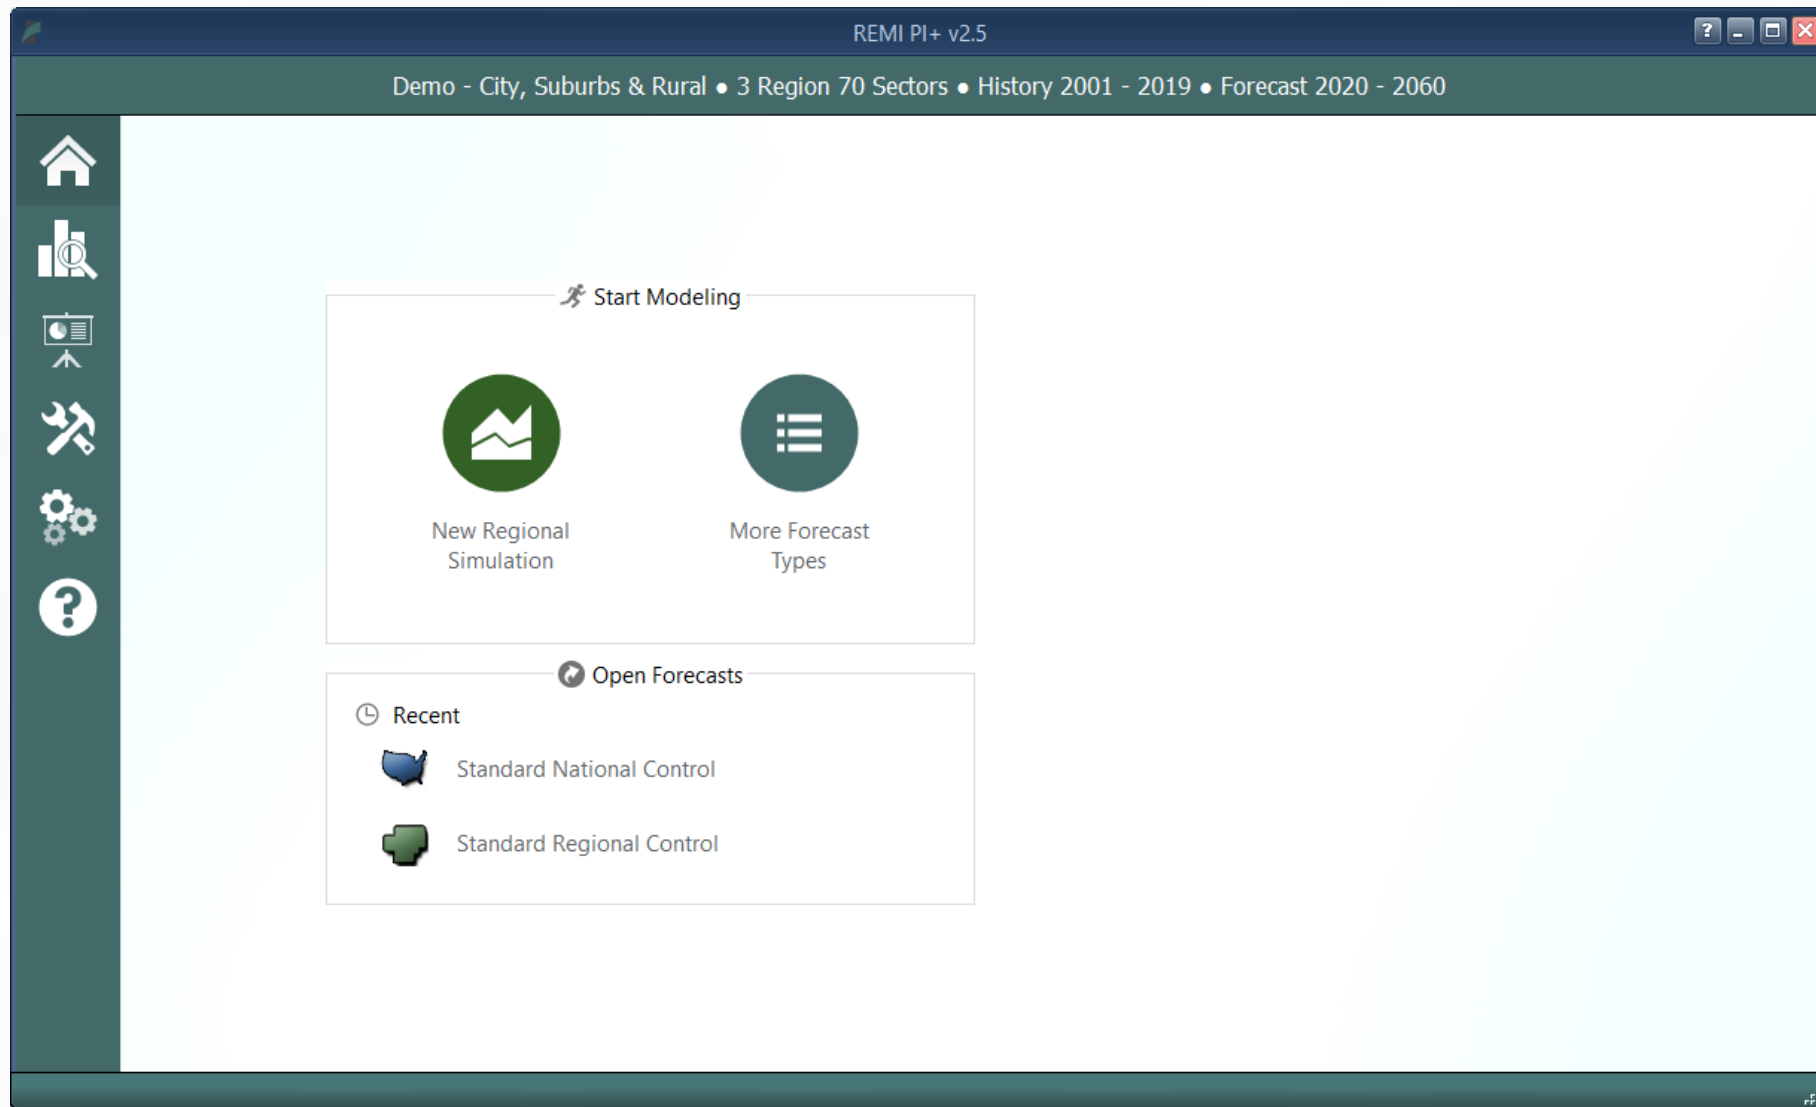 REMI PI+ v2.5
Demo - City, Suburbs & Rural ● 3 Region 70 Sectors ● History 2001 - 2019 ● Forecast 2020 - 2060
Start Modeling
New Regional
Simulation
More Forecast
Types
Open Forecasts
Recent
Standard National Control
Standard Regional Control